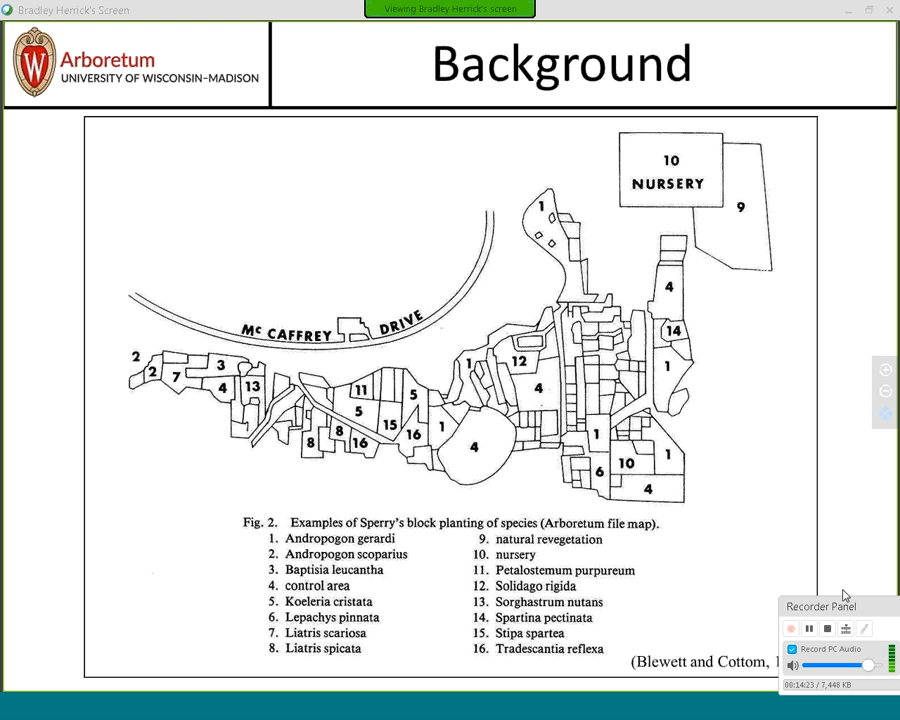 Bradley Herrick's Screen
Viewing Bradley Herrick's screen
W
Arboretum
UNIVERSITY OF WISCONSIN–MADISON
Background
10
NURSERY
9
1
4
14
1
Mc CAFFREY DRIVE
2
2
7
3
4
13
11
5
5
8
8
16
15
16
1
1
12
4
4
1
6
10
1
4
Fig. 2. Examples of Sperry's block planting of species (Arboretum file map).
1. Andropogon gerardi
2. Andropogon scoparius
3. Baptisia leucantha
4. control area
5. Koeleria cristata
6. Lepachys pinnata
7. Liatris scariosa
8. Liatris spicata
9. natural revegetation
10. nursery
11. Petalostemum purpureum
12. Solidago rigida
13. Sorghastrum nutans
14. Spartina pectinata
15. Stipa spartea
16. Tradescantia reflexa
(Blewett and Cottom,
Recorder Panel
Record PC Audio
00:14:23 / 7,448 KB